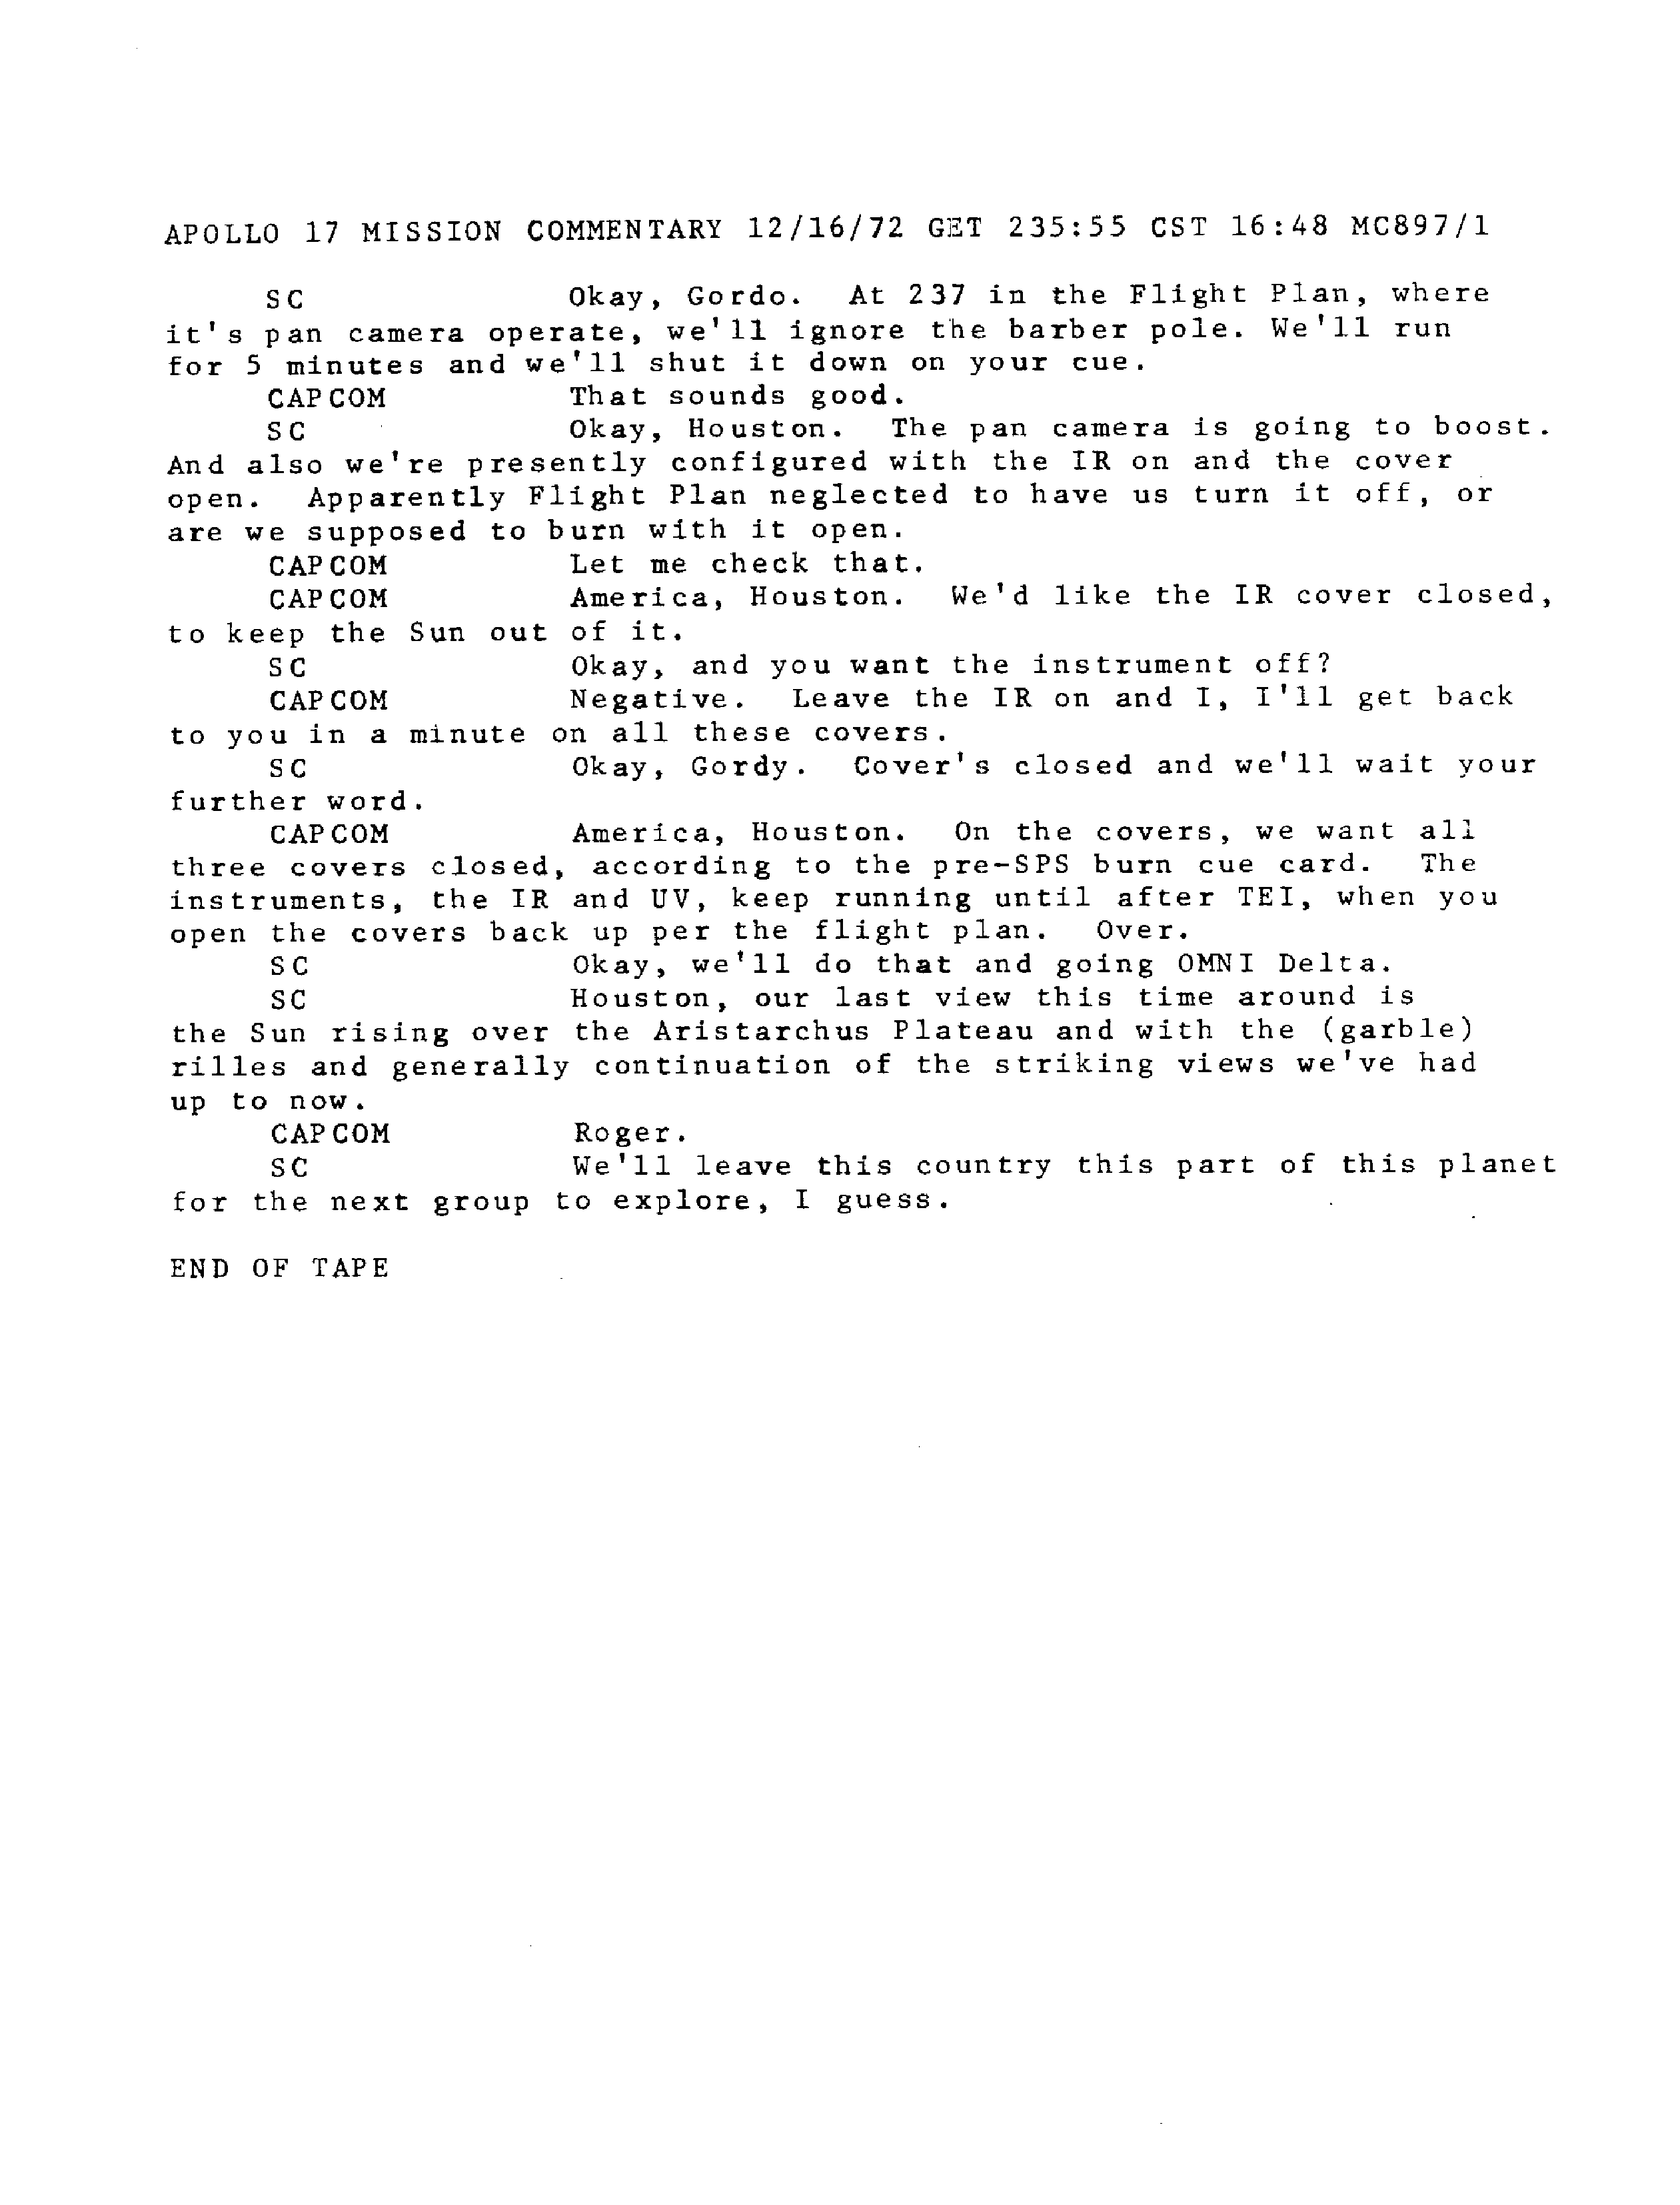 APOLLO 17 MISSION COMMENTARY 12/16/72 GET 235:55 CST 16:48 MC897/1
SC Okay, Gordo. At 237 in the Flight Plan, where
it's pan camera operate, we'll ignore the barber pole. We'll run
for 5 minutes and we'll shut it down on your cue.
CAPCOM That sounds good.
SC Okay, Houston. The pan camera is going to boost.
And also we're presently configured with the IR on and the cover
open. Apparently Flight Plan neglected to have us turn it off, or
are we supposed to burn with it open.
CAPCOM Let me check that.
CAPCOM America, Houston. We'd like the IR cover closed,
to keep the Sun out of it.
SC Okay, and you want the instrument off?
CAPCOM Negative. Leave the IR on and I, I'll get back
to you in a minute on all these covers.
SC Okay, Gordy. Cover's closed and we'll wait your
further word.
CAPCOM America, Houston. On the covers, we want all
three covers closed, according to the pre-SPS burn cue card. The
instruments, the IR and UV, keep running until after TEI, when you
open the covers back up per the flight plan. Over.
SC Okay, we'll do that and going OMNI Delta.
SC Houston, our last view this time around is
the Sun rising over the Aristarchus Plateau and with the (garble)
rilles and generally continuation of the striking views we've had
up to now.
CAPCOM Roger.
SC We'll leave this country this part of this planet
for the next group to explore, I guess.
END OF TAPE